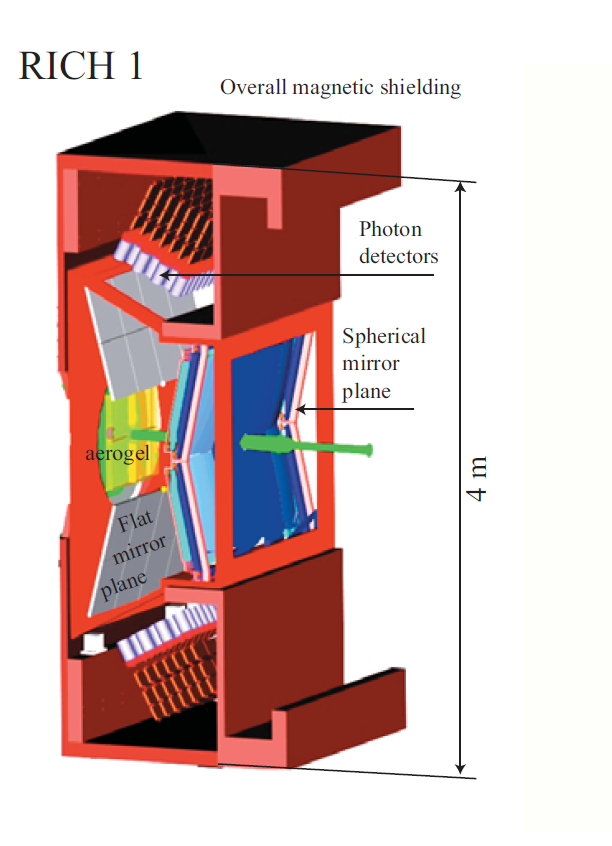 RICH 1
Overall magnetic shielding
Photon
detectors
Spherical
mirror
plane
aerogel
4 m
Flat
mirror
plane